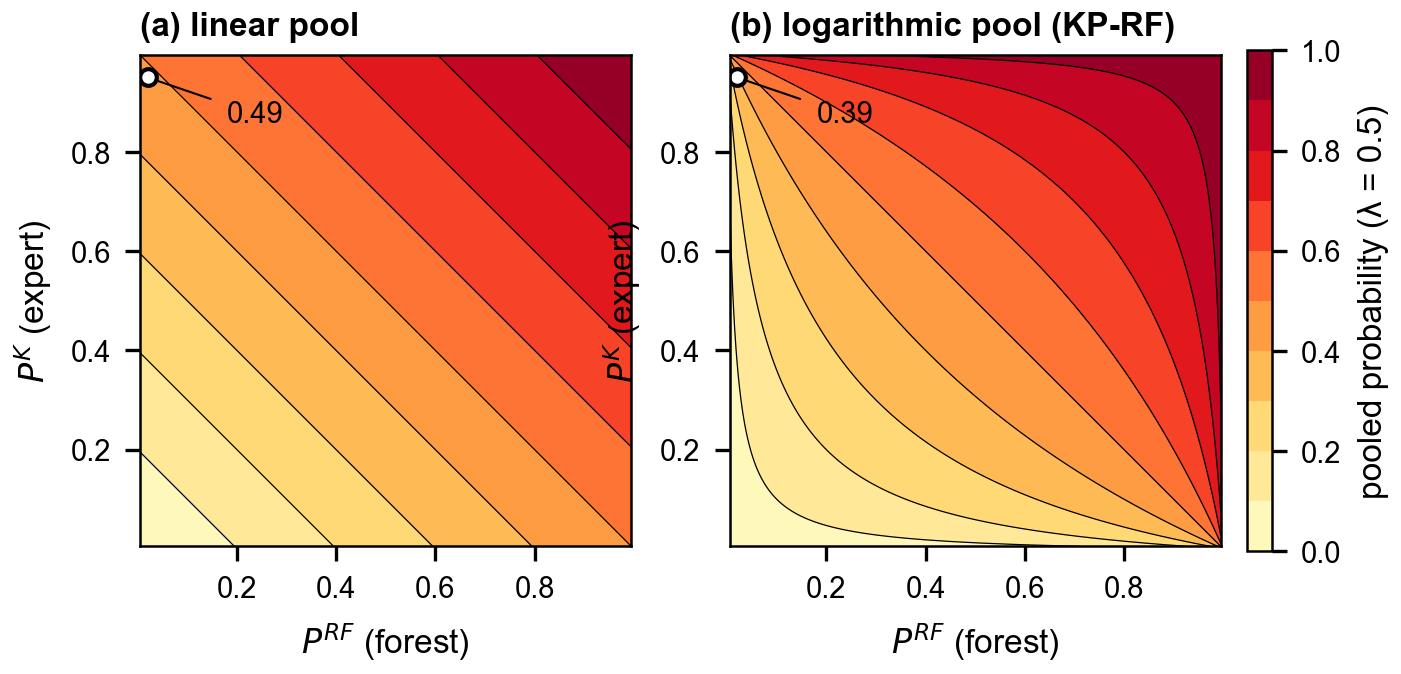 (a) linear pool
(b) logarithmic pool (KP-RF)
0.49
0.39
0.8
0.6
0.4
0.2
P^K (expert)
0.2 0.4 0.6 0.8
P^RF (forest)
0.8
0.6
0.4
0.2
P^K (expert)
0.2 0.4 0.6 0.8
P^RF (forest)
1.0
0.8
0.6
0.4
0.2
0.0
pooled probability (λ = 0.5)